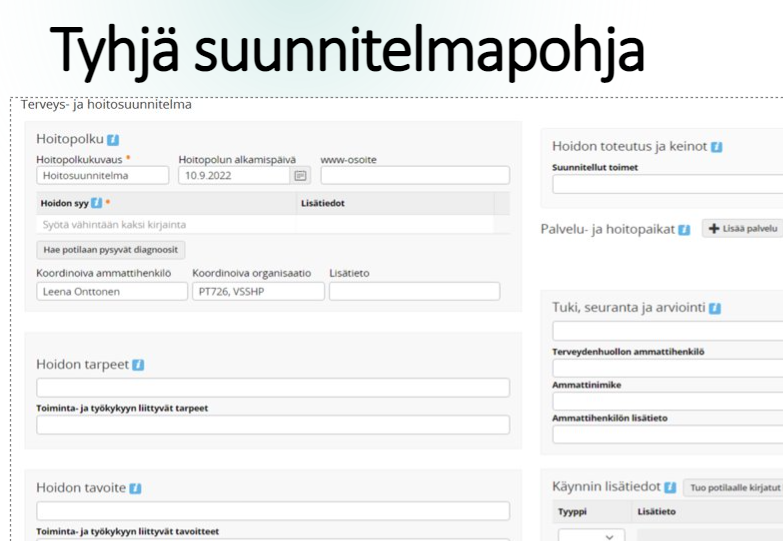 Tyhjä suunnitelmapohja
Terveys- ja hoitosuunnitelma
Hoitopolku
Hoitopolkukuvaus * Hoitopolun alkamispäivä www-osoite
Hoitosuunnitelma 10.9.2022
Hoidon syy * Lisätiedot
Syötä vähintään kaksi kirjainta
Hae potilaan pysyvät diagnoosit
Koordinoiva ammattihenkilö Koordinoiva organisaatio Lisätieto
Leena Onttonen PT726, VSSHP
Hoidon tarpeet
Toiminta- ja työkykyyn liittyvät tarpeet
Hoidon tavoite
Toiminta- ja työkykyyn liittyvät tavoitteet
Hoidon toteutus ja keinot
Suunnitellut toimet
Palvelu- ja hoitopaikat + Lisää palvelu
Tuki, seuranta ja arviointi
Terveydenhuollon ammattihenkilö
Ammattinimike
Ammattihenkilön lisätieto
Käynnin lisätiedot Tuo potilaalle kirjatut
Tyyppi Lisätieto